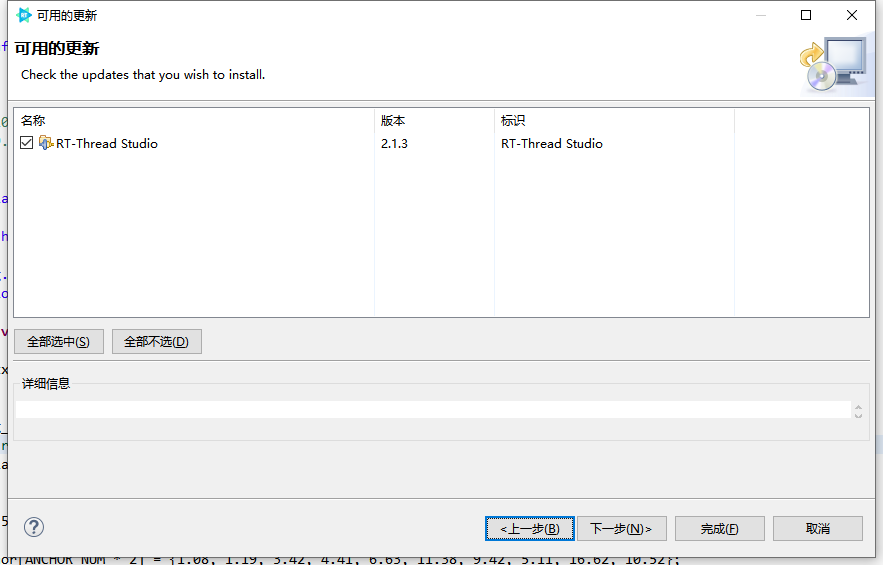 可用的更新
可用的更新
Check the updates that you wish to install.
名称 版本 标识
RT-Thread Studio 2.1.3 RT-Thread Studio
全部选中(S) 全部不选(D)
详细信息
<上一步(B) 下一步(N)> 完成(F) 取消
or[ANCHOR_NUM * 2] = {1.08, 1.19, 3.42, 4.41, 6.63, 11.38, 9.42, 5.11, 16.62, 10.52};